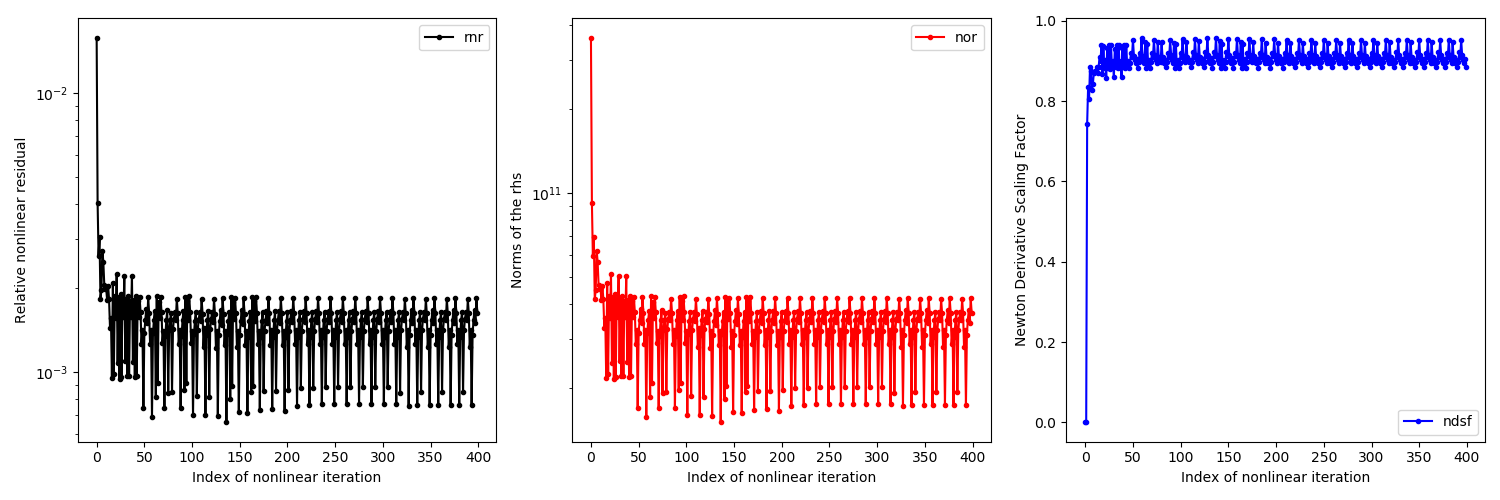 Relative nonlinear residual
10⁻²
10⁻³
0 50 100 150 200 250 300 350 400
Index of nonlinear iteration
rnr
Norms of the rhs
10¹¹
0 50 100 150 200 250 300 350 400
Index of nonlinear iteration
nor
Newton Derivative Scaling Factor
1.0
0.8
0.6
0.4
0.2
0.0
0 50 100 150 200 250 300 350 400
Index of nonlinear iteration
ndsf